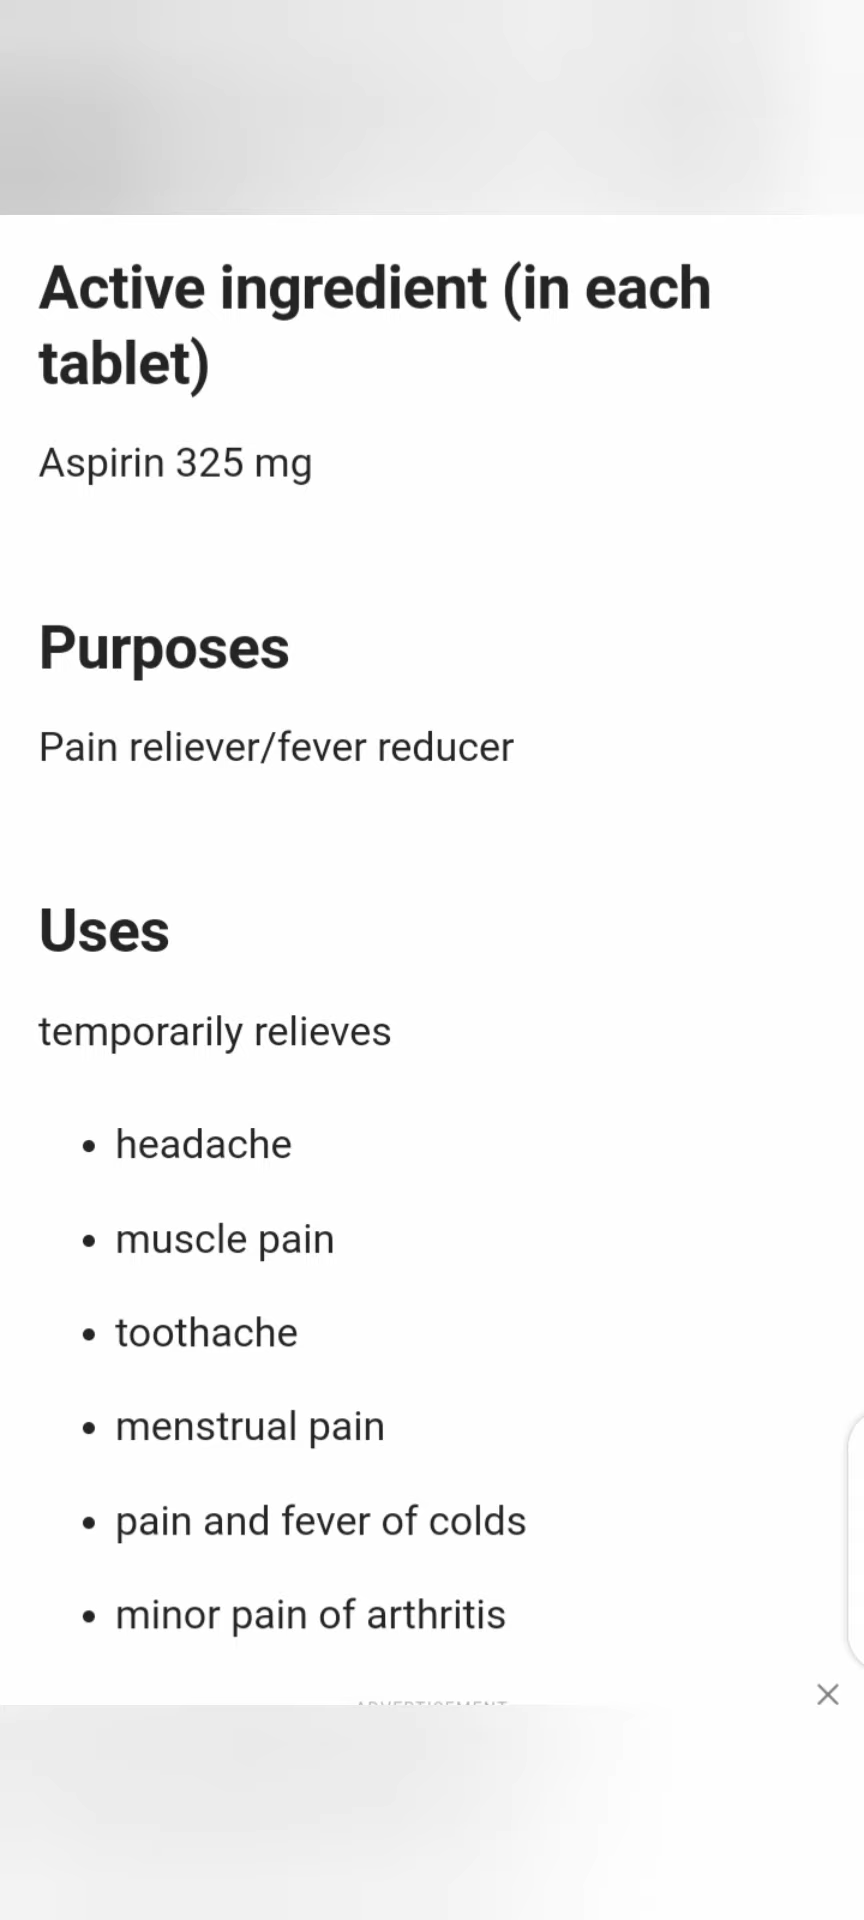 Active ingredient (in each
tablet)
Aspirin 325 mg
Purposes
Pain reliever/fever reducer
Uses
temporarily relieves
• headache
• muscle pain
• toothache
• menstrual pain
• pain and fever of colds
• minor pain of arthritis
ADVERTISEMENT